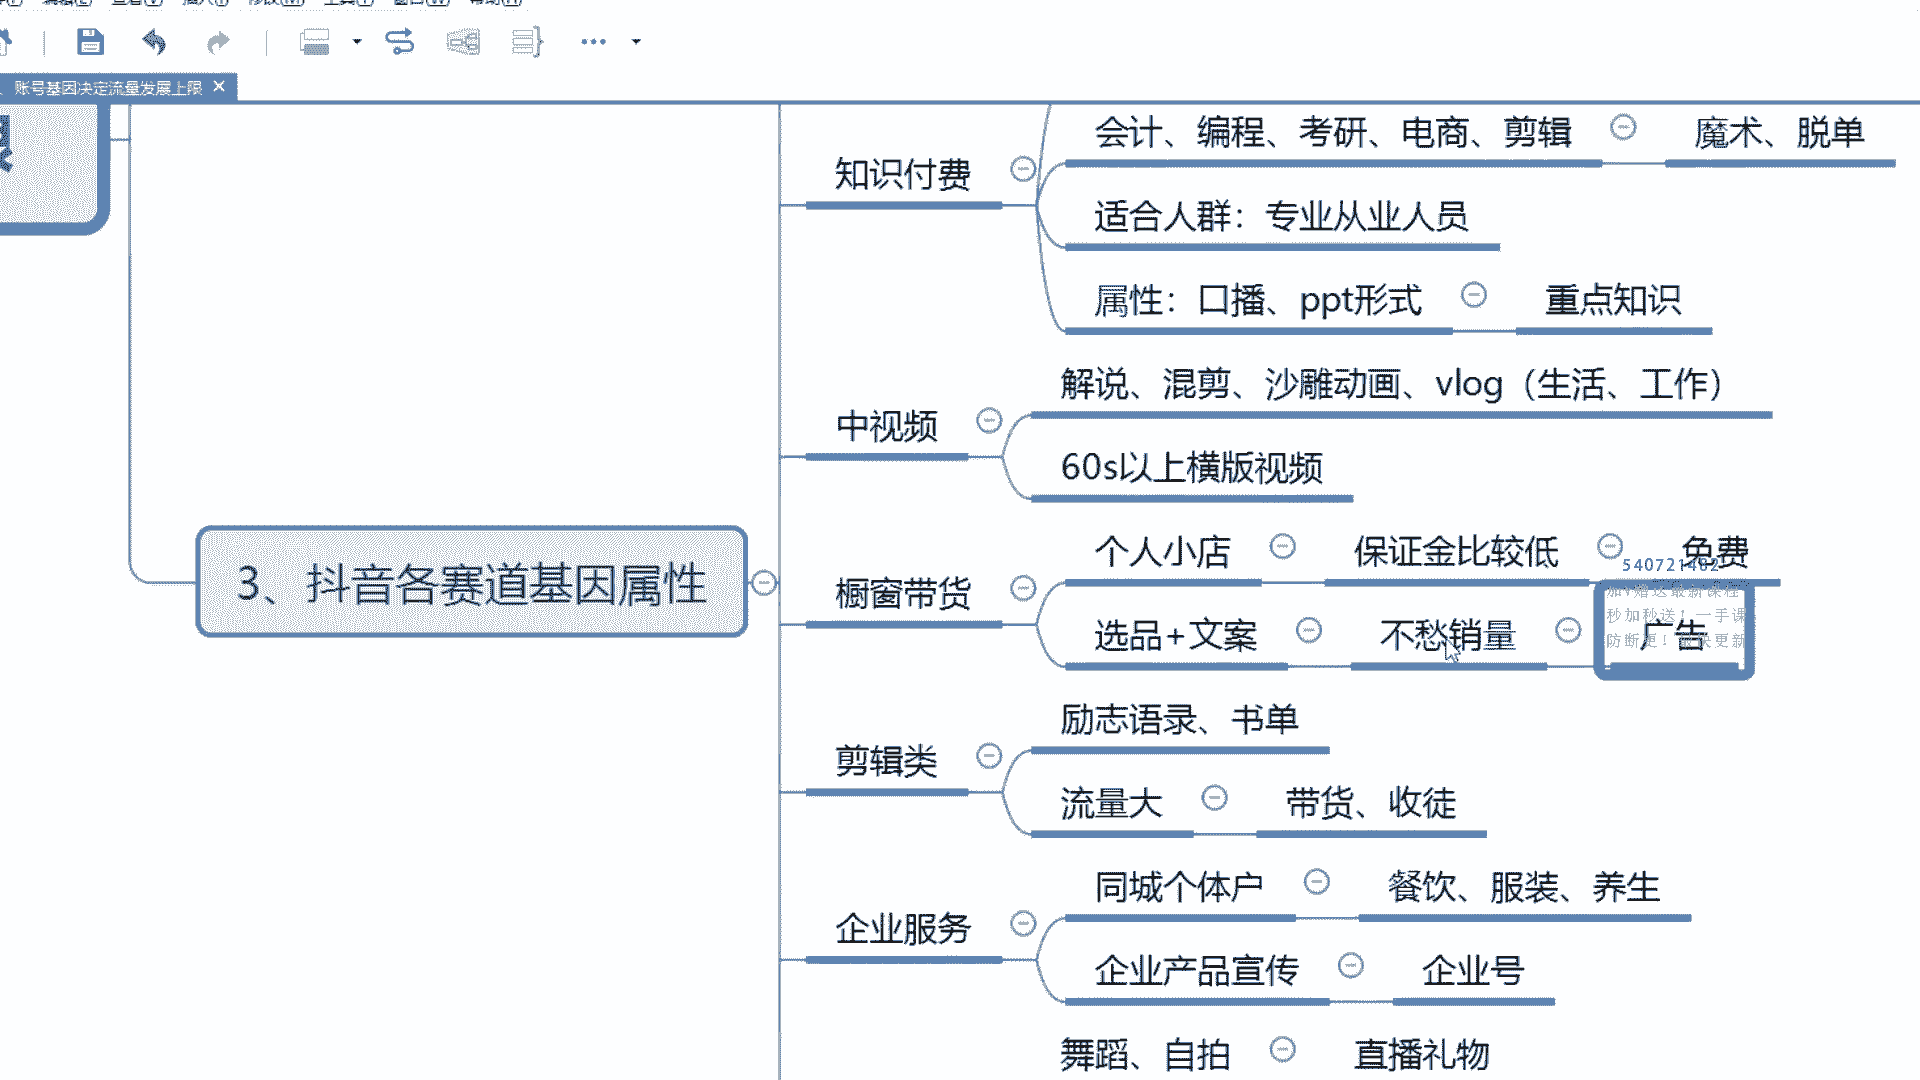 账号基因决定流量发展上限
会计、编程、考研、电商、剪辑
魔术、脱单
知识付费
适合人群：专业从业人员
属性：口播、ppt形式
重点知识
解说、混剪、沙雕动画、vlog（生活、工作）
中视频
60s以上横版视频
个人小店
保证金比较低
免费
3、抖音各赛道基因属性
橱窗带货
选品+文案
不愁销量
广告
励志语录、书单
剪辑类
流量大
带货、收徒
同城个体户
餐饮、服装、养生
企业服务
企业产品宣传
企业号
舞蹈、自拍
直播礼物